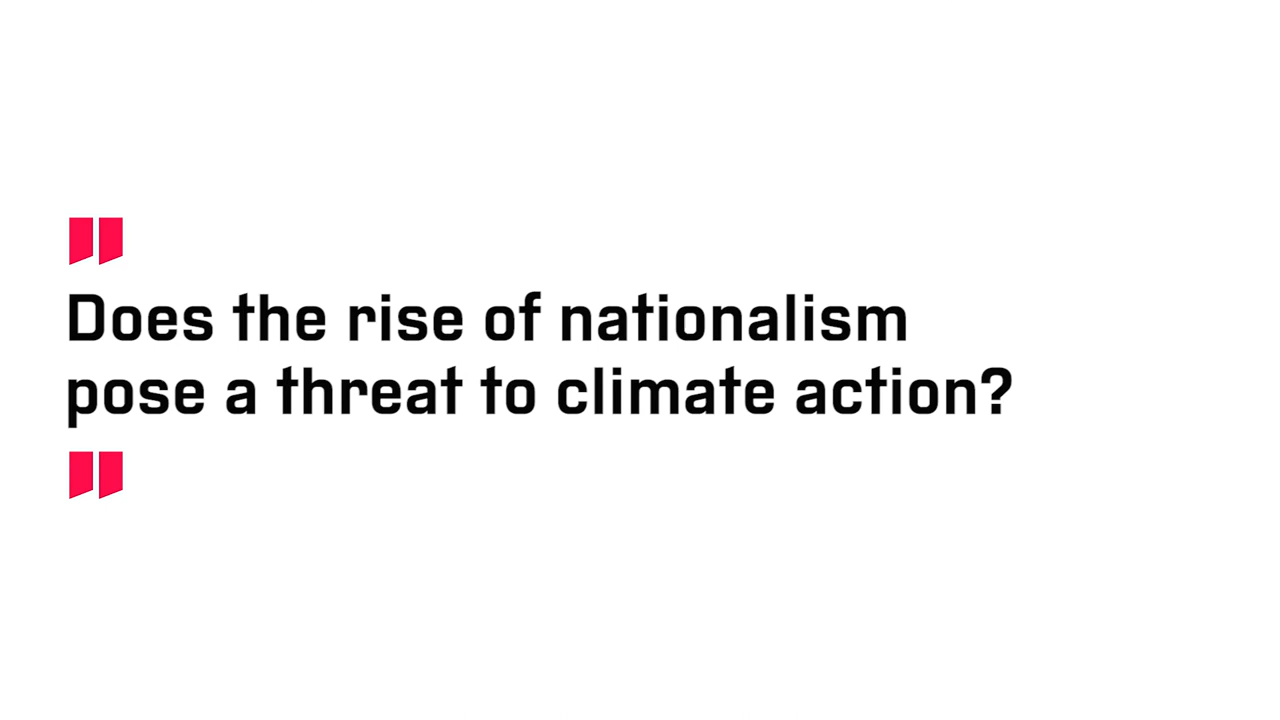 "
Does the rise of nationalism
pose a threat to climate action?
"